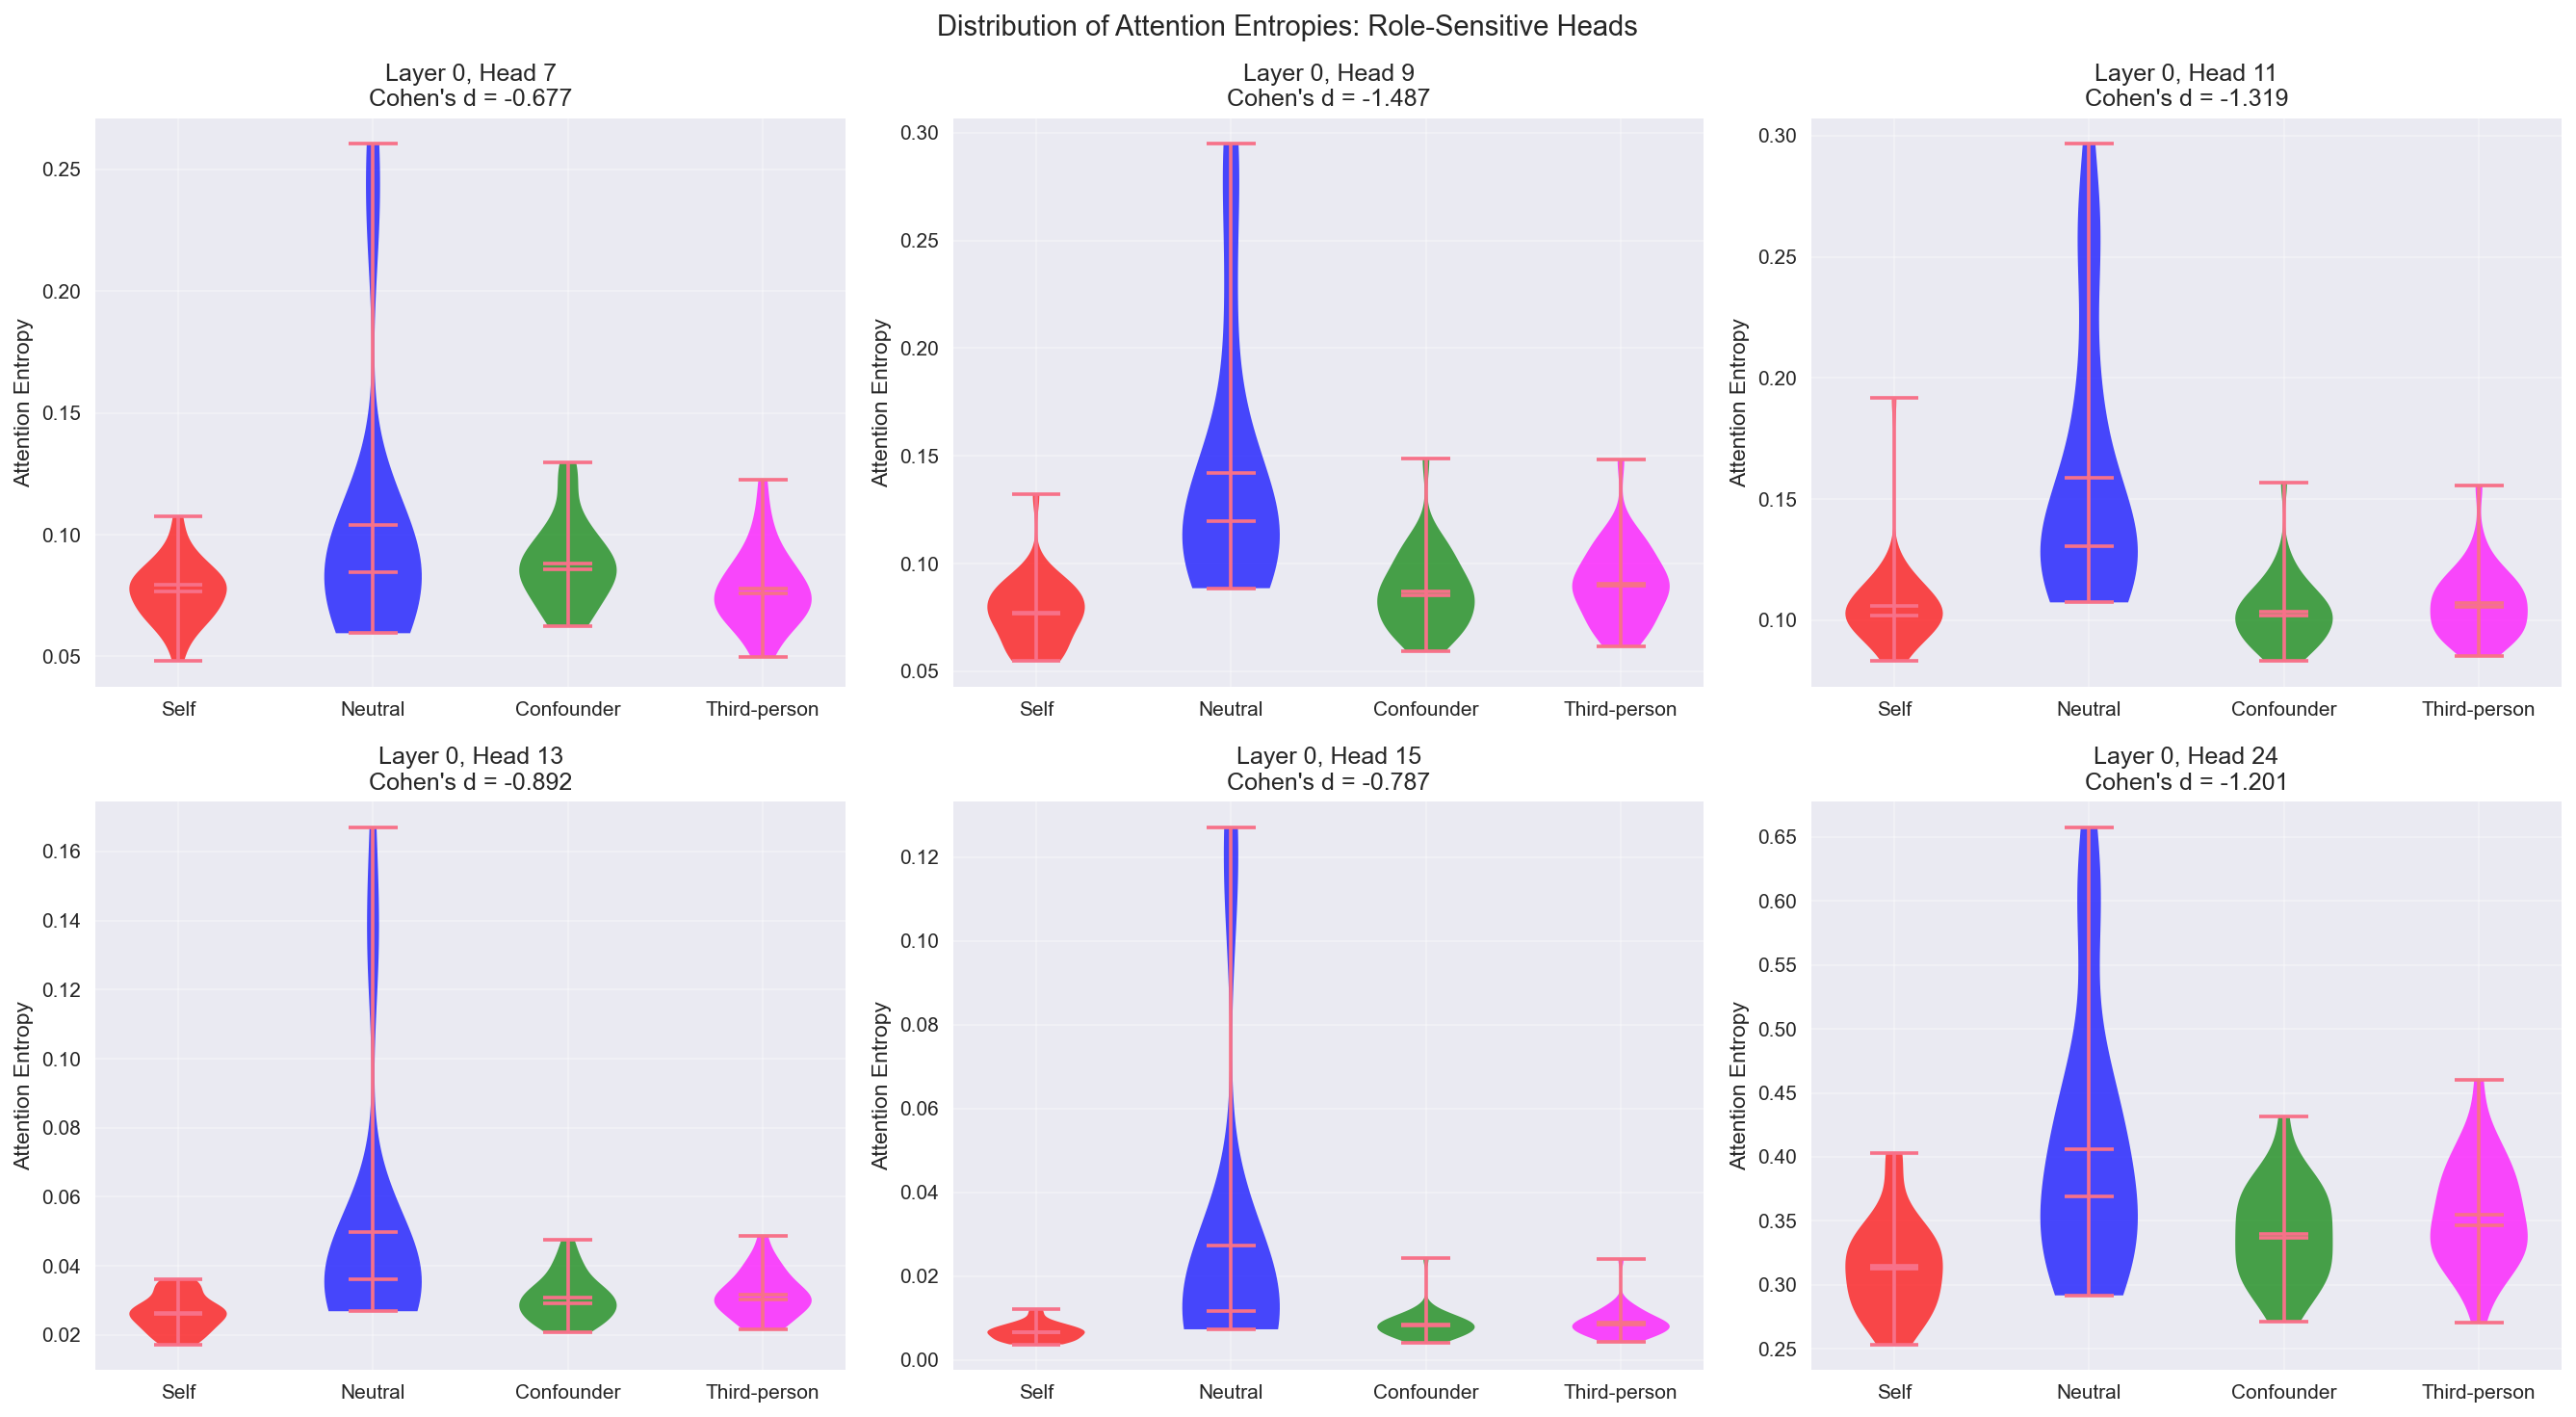 Distribution of Attention Entropies: Role-Sensitive Heads
Layer 0, Head 7
Cohen's d = -0.677
Attention Entropy
0.25
0.20
0.15
0.10
0.05
Self Neutral Confounder Third-person
Layer 0, Head 9
Cohen's d = -1.487
Attention Entropy
0.30
0.25
0.20
0.15
0.10
0.05
Self Neutral Confounder Third-person
Layer 0, Head 11
Cohen's d = -1.319
Attention Entropy
0.30
0.25
0.20
0.15
0.10
Self Neutral Confounder Third-person
Layer 0, Head 13
Cohen's d = -0.892
Attention Entropy
0.16
0.14
0.12
0.10
0.08
0.06
0.04
0.02
Self Neutral Confounder Third-person
Layer 0, Head 15
Cohen's d = -0.787
Attention Entropy
0.12
0.10
0.08
0.06
0.04
0.02
0.00
Self Neutral Confounder Third-person
Layer 0, Head 24
Cohen's d = -1.201
Attention Entropy
0.65
0.60
0.55
0.50
0.45
0.40
0.35
0.30
0.25
Self Neutral Confounder Third-person